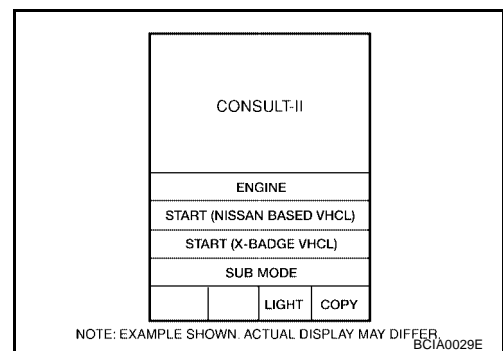 CONSULT-II
ENGINE
START (NISSAN BASED VHCL)
START (X-BADGE VHCL)
SUB MODE
LIGHT COPY
NOTE: EXAMPLE SHOWN. ACTUAL DISPLAY MAY DIFFER.
BCIA0029E